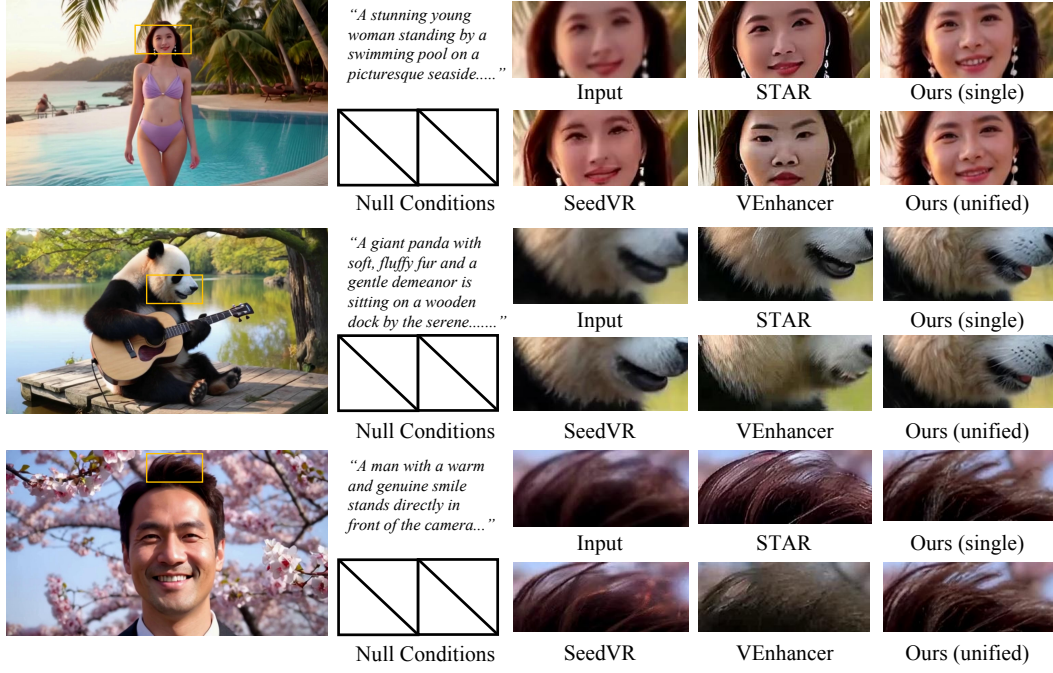 “A stunning young
woman standing by a
swimming pool on a
picturesque seaside.....”
Input
STAR
Ours (single)
Null Conditions
SeedVR
VEnhancer
Ours (unified)
“A giant panda with
soft, fluffy fur and a
gentle demeanor is
sitting on a wooden
dock by the serene.......”
Input
STAR
Ours (single)
Null Conditions
SeedVR
VEnhancer
Ours (unified)
“A man with a warm
and genuine smile
stands directly in
front of the camera...”
Input
STAR
Ours (single)
Null Conditions
SeedVR
VEnhancer
Ours (unified)